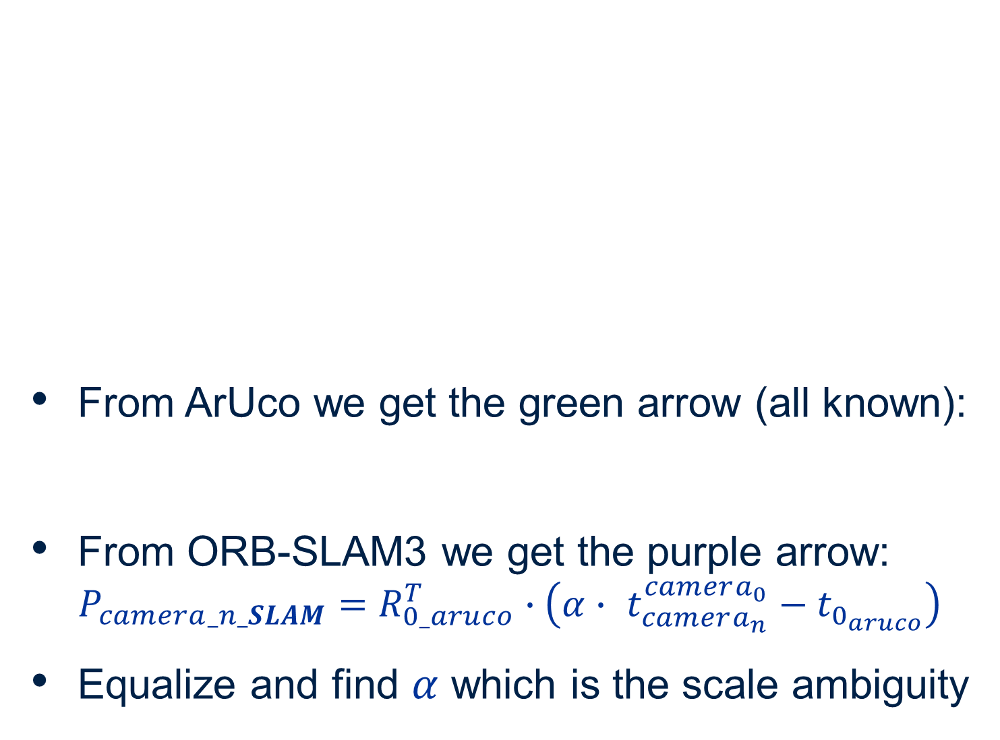 • From ArUco we get the green arrow (all known):
• From ORB-SLAM3 we get the purple arrow:
$P_{camera\_n\_\boldsymbol{SLAM}} = R_{0\_aruco}^{T} \cdot \left( \alpha \cdot t_{camera_n}^{camera_0} - t_{0_{aruco}} \right)$
• Equalize and find $\alpha$ which is the scale ambiguity